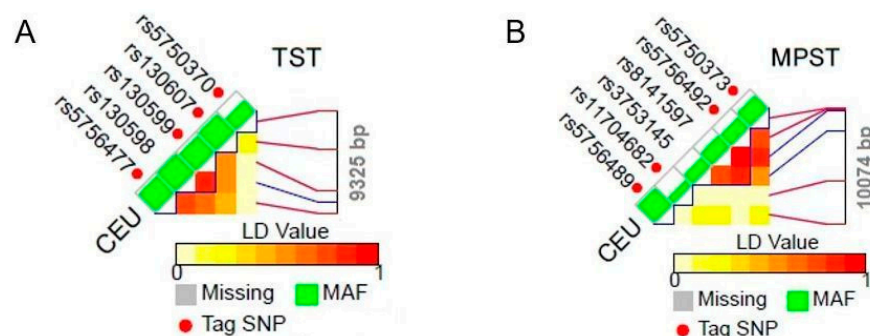 A
TST
rs5750370
rs130607
rs130599
rs130598
rs5756477
CEU
9325 bp
LD Value
0
1
Missing
MAF
Tag SNP
B
MPST
rs5750373
rs5756492
rs8141597
rs3753145
rs11704682
rs5756489
CEU
10074 bp
LD Value
0
1
Missing
MAF
Tag SNP